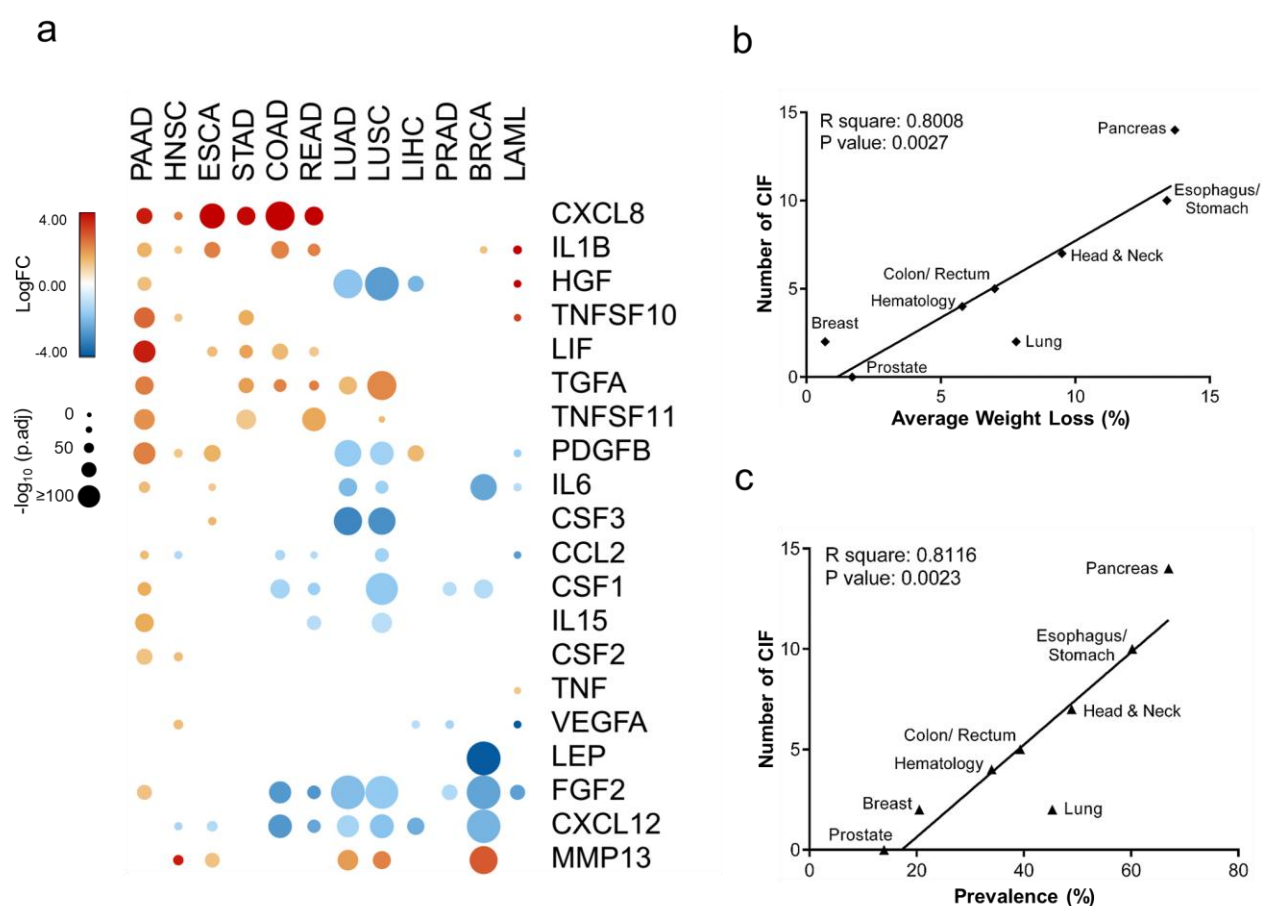 a
PAAD
HNSC
ESCA
STAD
COAD
READ
LUAD
LUSC
LIHC
PRAD
BRCA
LAML
4.00
0.00
-4.00
LogFC
0
50
≥100
-log10 (p.adj)
CXCL8
IL1B
HGF
TNFSF10
LIF
TGFA
TNFSF11
PDGFB
IL6
CSF3
CCL2
CSF1
IL15
CSF2
TNF
VEGFA
LEP
FGF2
CXCL12
MMP13
b
R square: 0.8008
P value: 0.0027
Number of CIF
15
10
5
0
Pancreas
Esophagus/
Stomach
Head & Neck
Colon/ Rectum
Hematology
Breast
Lung
Prostate
0
5
10
15
Average Weight Loss (%)
c
R square: 0.8116
P value: 0.0023
Number of CIF
15
10
5
0
Pancreas
Esophagus/
Stomach
Head & Neck
Colon/ Rectum
Hematology
Breast
Lung
Prostate
0
20
40
60
80
Prevalence (%)